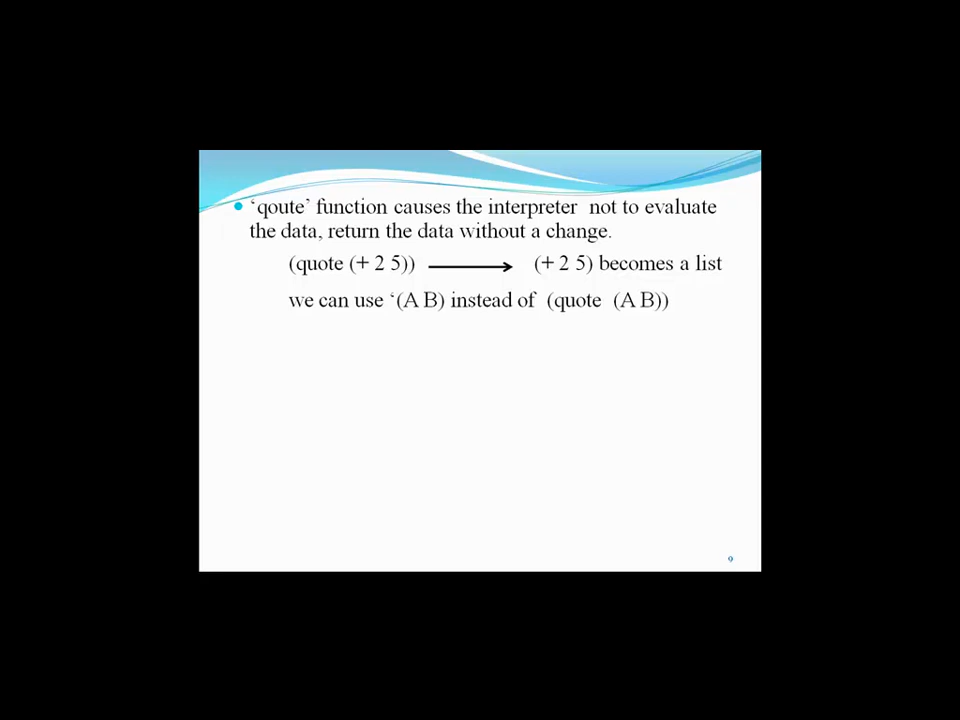 ‘qoute’ function causes the interpreter not to evaluate
the data, return the data without a change.
(quote (+ 2 5)) (+ 2 5) becomes a list
we can use ‘(A B) instead of (quote (A B))
9